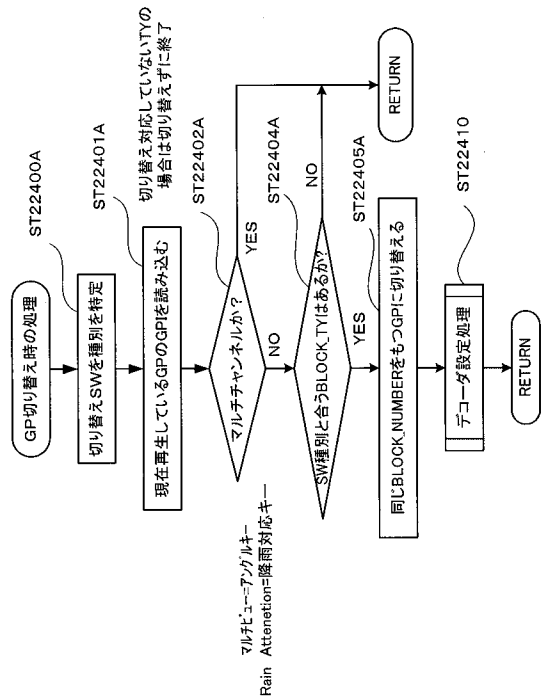 GP切り替え時の処理
ST22400A
切り替えSWを種別を特定
ST22401A
現在再生しているGPのGPIを読み込む
切り替え対応していないTYの
場合は切り替えずに終了
ST22402A
マルチチャンネルか?
YES
NO
マルチビュー=アングルキー
Rain Attenetion=降雨対応キー
ST22404A
SW種別と合うBLOCK_TYはあるか?
NO
YES
RETURN
ST22405A
同じBLOCK_NUMBERをもつGPに切り替える
ST22410
デコーダ設定処理
RETURN